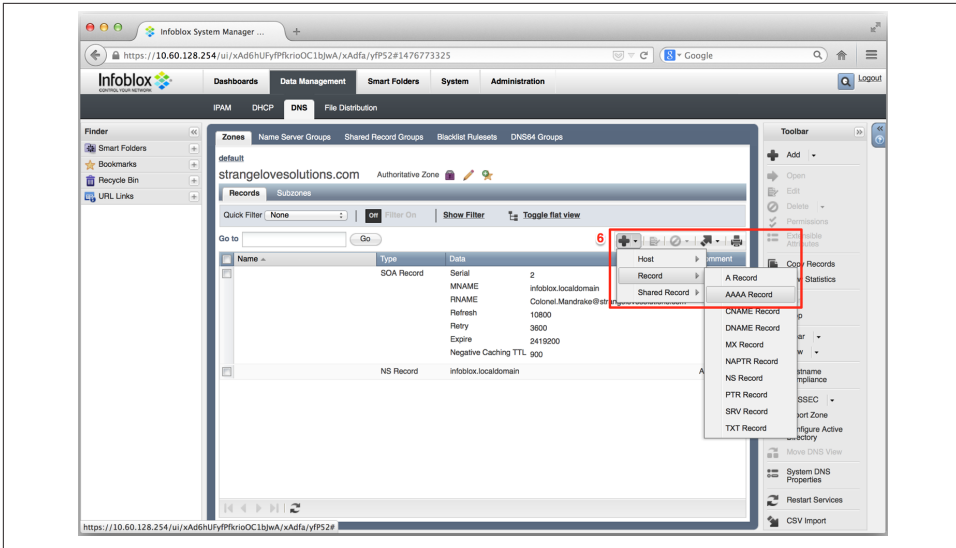 Infoblox System Manager ...
https://10.60.128.254/ui/xAd6hUFyfPfkrioOC1bJwA/xAdfa/yfP52#1476773325
Google
Infoblox
CONTROL YOUR NETWORK
Dashboards Data Management Smart Folders System Administration
Logout
IPAM DHCP DNS File Distribution
Finder
Smart Folders
Bookmarks
Recycle Bin
URL Links
Zones Name Server Groups Shared Record Groups Blacklist Rulesets DNS64 Groups
default
strangelovesolutions.com Authoritative Zone
Records Subzones
Quick Filter None Off Filter On Show Filter Toggle flat view
Go to Go
6
Name Type Data
SOA Record Serial 2
MNAME infoblox.localdomain
Refresh 10800
Retry 3600
Expire 2419200
Negative Caching TTL 900
NS Record infoblox.localdomain
Host
Record
Shared Record
A Record
AAAA Record
CNAME Record
DNAME Record
MX Record
NAPTR Record
NS Record
PTR Record
SRV Record
TXT Record
Toolbar
Add
Open
Edit
Delete
Permissions
Extensible
Attributes
Copy Records
Statistics
Move DNS View
System DNS
Properties
Restart Services
CSV Import
https://10.60.128.254/ui/xAd6hUFyfPfkrioOC1bJwA/xAdfa/yfP52#